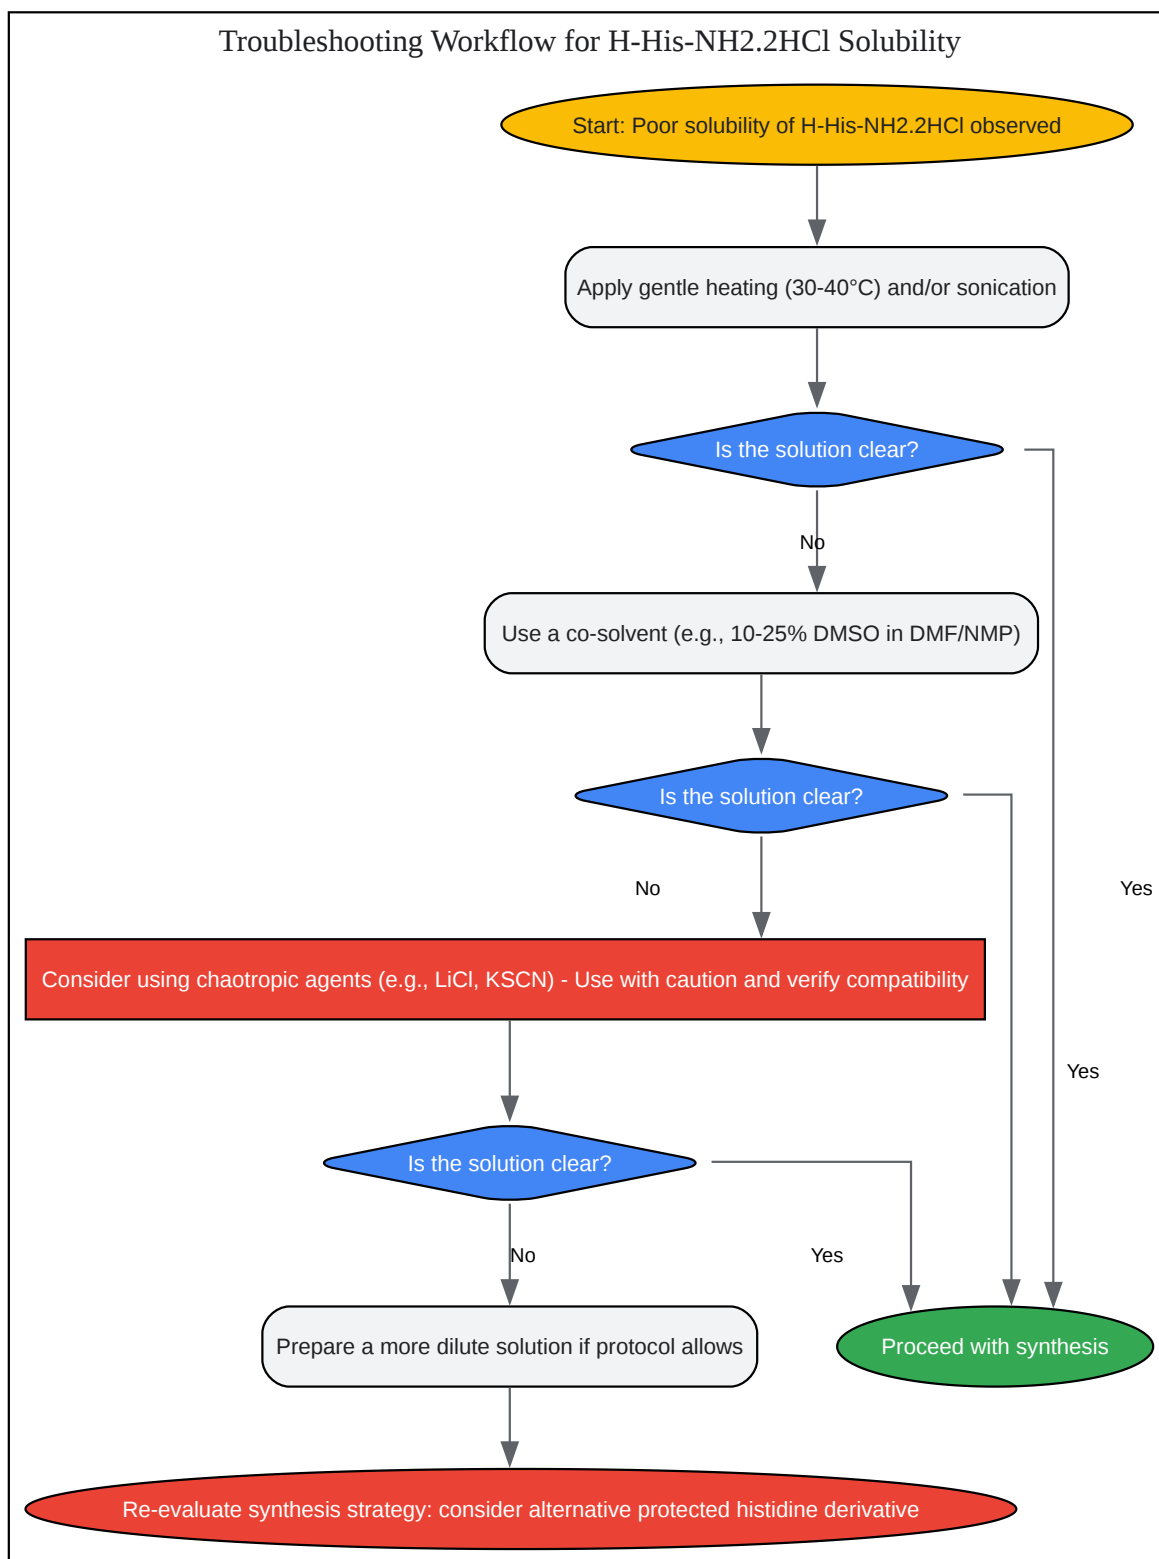 Troubleshooting Workflow for H-His-NH2.2HCl Solubility
Start: Poor solubility of H-His-NH2.2HCl observed
Apply gentle heating (30-40°C) and/or sonication
Is the solution clear?
No
Use a co-solvent (e.g., 10-25% DMSO in DMF/NMP)
Is the solution clear?
No
Yes
Consider using chaotropic agents (e.g., LiCl, KSCN) - Use with caution and verify compatibility
Yes
Is the solution clear?
No
Yes
Prepare a more dilute solution if protocol allows
Proceed with synthesis
Re-evaluate synthesis strategy: consider alternative protected histidine derivative